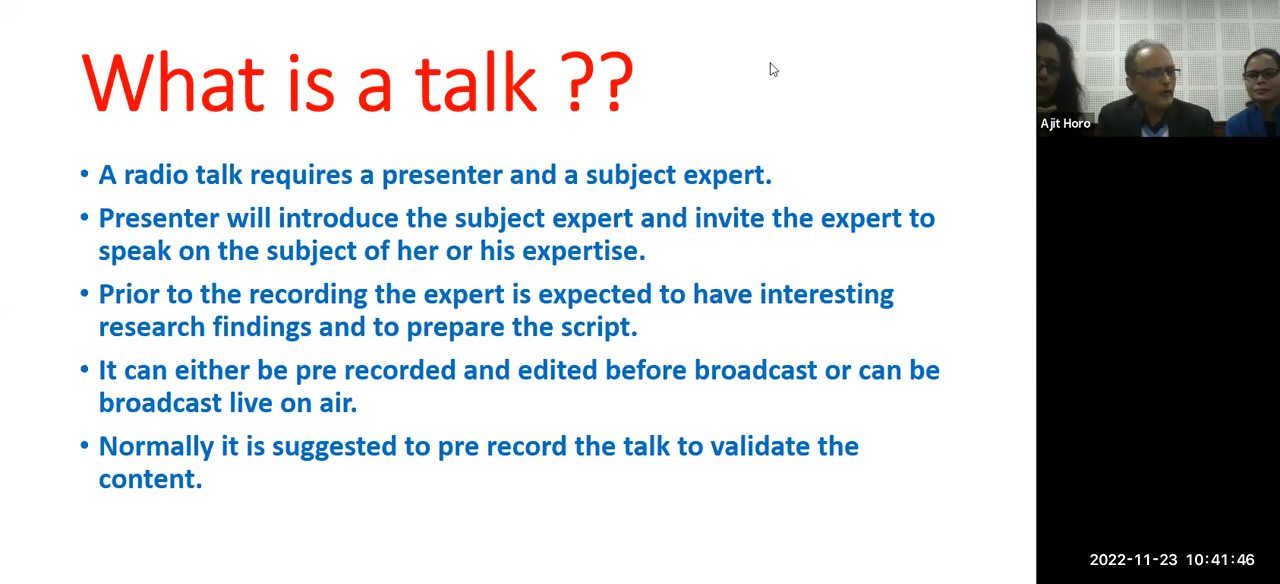 What is a talk ??
• A radio talk requires a presenter and a subject expert.
• Presenter will introduce the subject expert and invite the expert to
speak on the subject of her or his expertise.
• Prior to the recording the expert is expected to have interesting
research findings and to prepare the script.
• It can either be pre recorded and edited before broadcast or can be
broadcast live on air.
• Normally it is suggested to pre record the talk to validate the
content.
Ajit Horo
2022-11-23 10:41:46